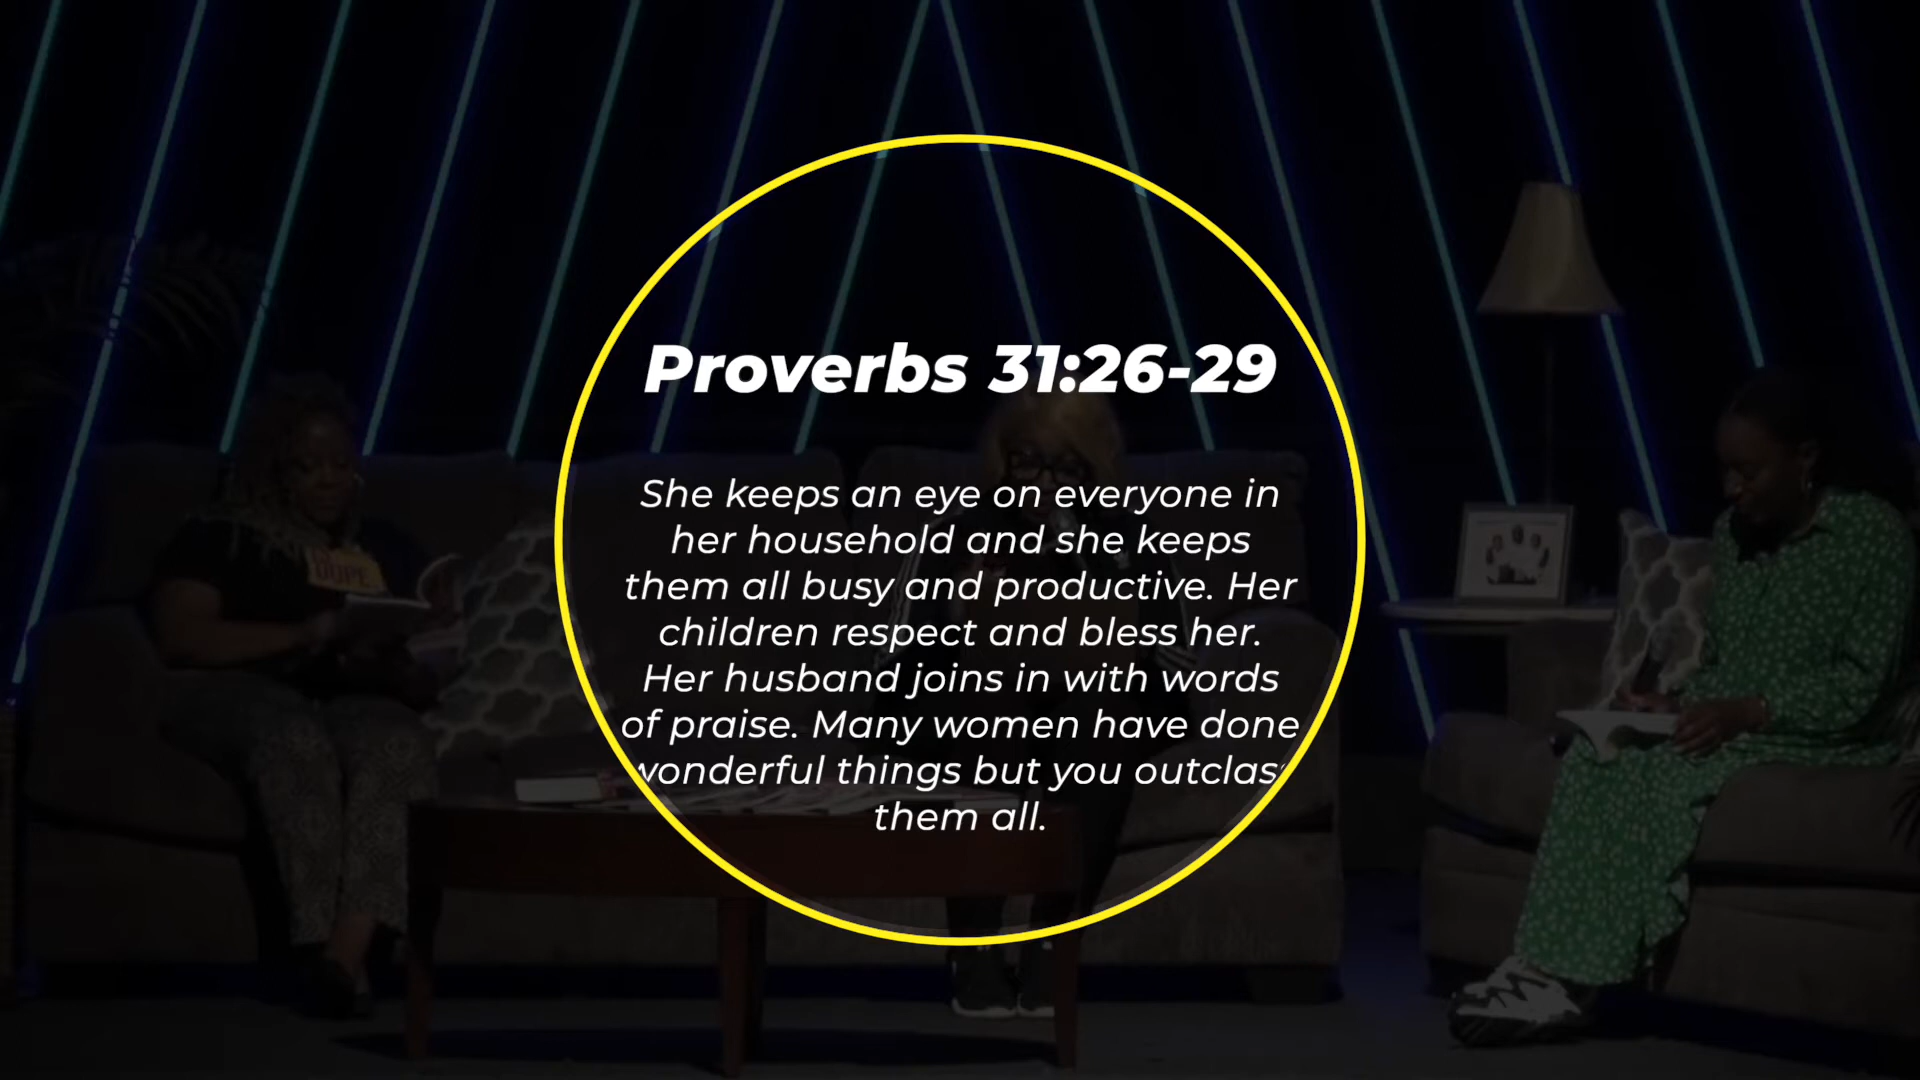 Proverbs 31:26-29
She keeps an eye on everyone in
her household and she keeps
them all busy and productive. Her
children respect and bless her.
Her husband joins in with words
of praise. Many women have done
wonderful things but you outclass
them all.
DOPE